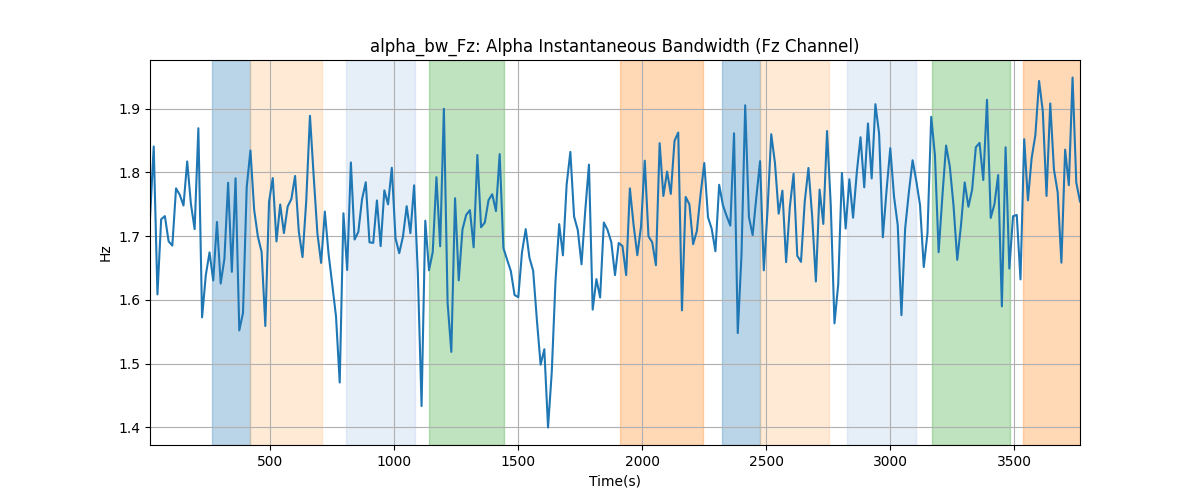 alpha_bw_Fz: Alpha Instantaneous Bandwidth (Fz Channel)
Hz
1.9
1.8
1.7
1.6
1.5
1.4
500 1000 1500 2000 2500 3000 3500
Time(s)